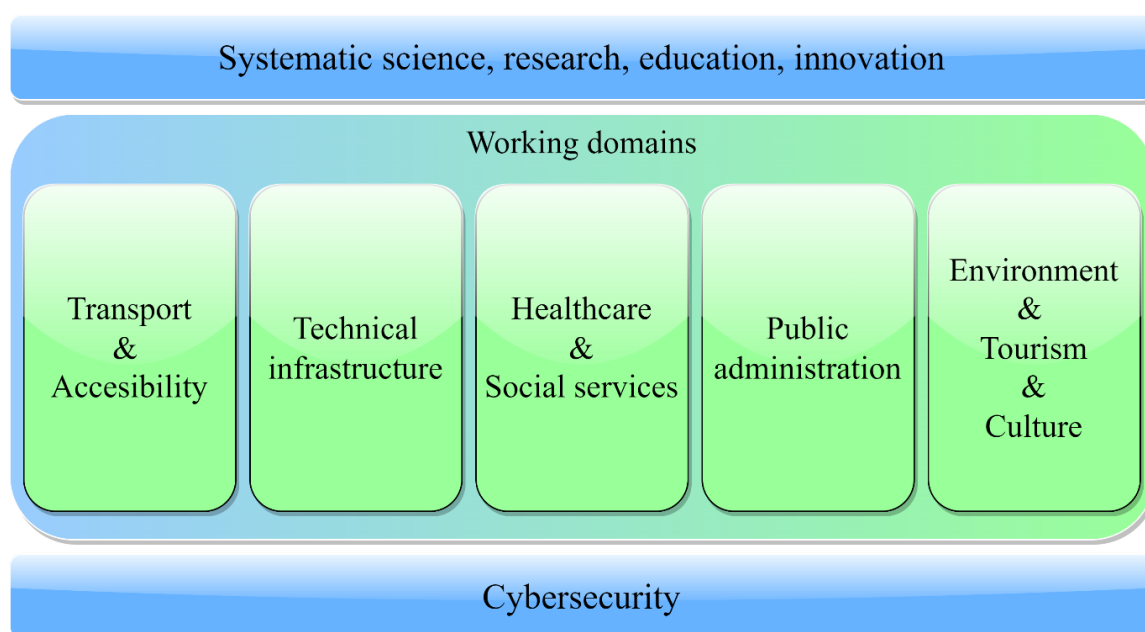 Systematic science, research, education, innovation
Working domains
Transport
&
Accesibility
Technical
infrastructure
Healthcare
&
Social services
Public
administration
Environment
&
Tourism
&
Culture
Cybersecurity